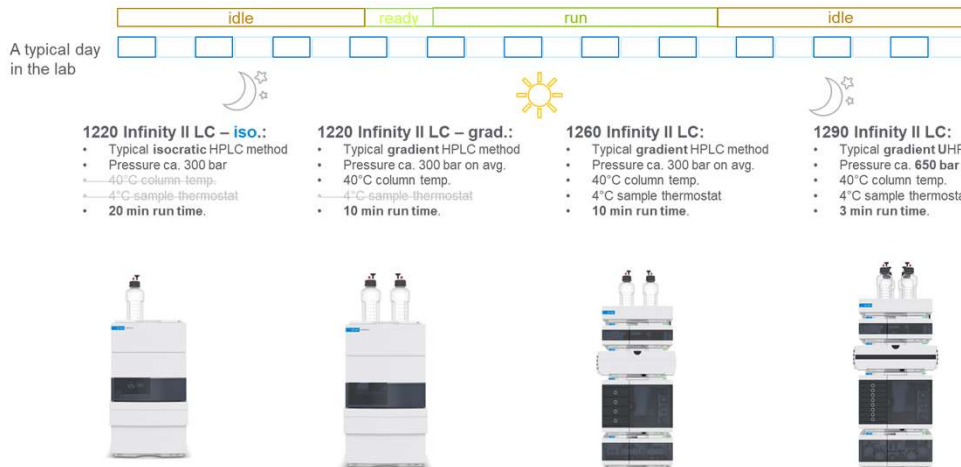 idle ready run idle
A typical day
in the lab
1220 Infinity II LC – iso.:
• Typical isocratic HPLC method
• Pressure ca. 300 bar
• 40°C column temp.
• 4°C sample thermostat
• 20 min run time.
1220 Infinity II LC – grad.:
• Typical gradient HPLC method
• Pressure ca. 300 bar on avg.
• 40°C column temp.
• 4°C sample thermostat
• 10 min run time.
1260 Infinity II LC:
• Typical gradient HPLC method
• Pressure ca. 300 bar on avg.
• 40°C column temp.
• 4°C sample thermostat
• 10 min run time.
1290 Infinity II LC:
• Typical gradient UHP
• Pressure ca. 650 bar
• 40°C column temp.
• 4°C sample thermosta
• 3 min run time.